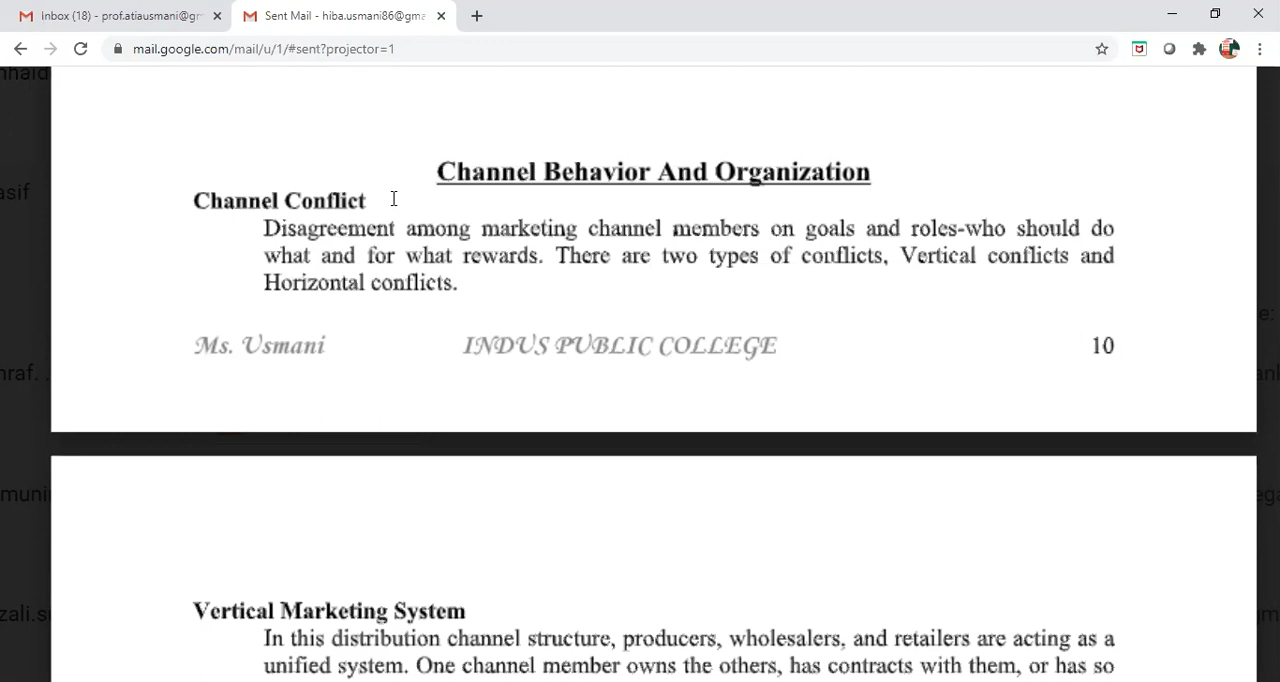 Inbox (18) - prof.atiausmani@gr
Sent Mail - hiba.usmani86@gma
mail.google.com/mail/u/1/#sent?projector=1
asif
Channel Behavior And Organization
Channel Conflict
Disagreement among marketing channel members on goals and roles-who should do
what and for what rewards. There are two types of conflicts, Vertical conflicts and
Horizontal conflicts.
Ms. Usmani INDUS PUBLIC COLLEGE 10
Vertical Marketing System
In this distribution channel structure, producers, wholesalers, and retailers are acting as a
unified system. One channel member owns the others, has contracts with them, or has so